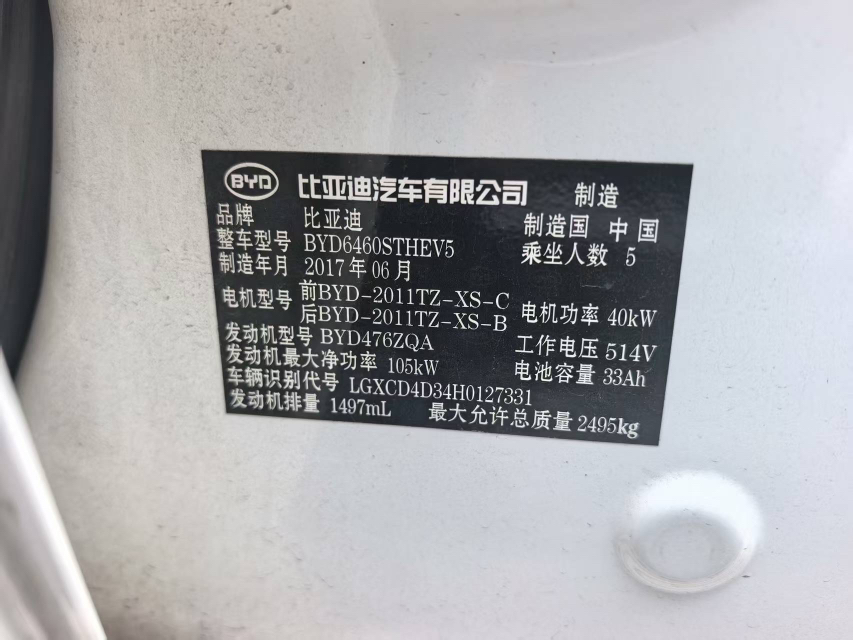 BYD 比亚迪汽车有限公司 制造
品牌 比亚迪 制造国 中国
整车型号 BYD6460STHEV5 乘坐人数 5
制造年月 2017年06月
电机型号 前BYD-2011TZ-XS-C 电机功率 40kW
后BYD-2011TZ-XS-B
发动机型号 BYD476ZQA 工作电压 514V
发动机最大净功率 105kW 电池容量 33Ah
车辆识别代号 LGXCD4D34H0127331
发动机排量 1497mL 最大允许总质量 2495kg